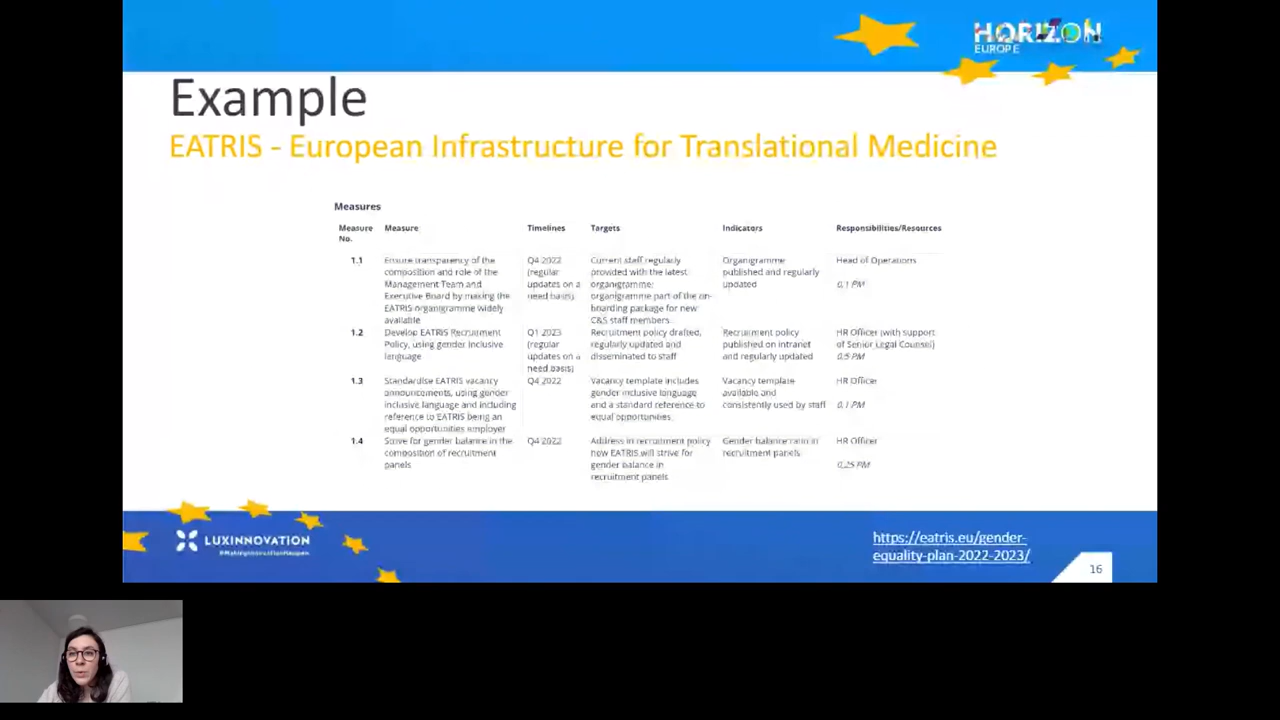 HORIZON
EUROPE
Example
EATRIS - European Infrastructure for Translational Medicine
Measures
Measure No. Measure Timelines Targets Indicators Responsibilities/Resources
1.1 Ensure transparency of the composition and role of the Management Team and Executive Board by making the EATRIS organigramme widely available Q4 2022 (regular updates on a need basis) Current staff regularly provided with the latest organigramme; organigramme part of the on-boarding package for new C&S staff members. Organigramme published and regularly updated Head of Operations 0,1 PM
1.2 Develop EATRIS Recruitment Policy, using gender inclusive language Q1 2023 (regular updates on a need basis) Recruitment policy drafted, regularly updated and disseminated to staff Recruitment policy published on intranet and regularly updated HR Officer (with support of Senior Legal Counsel) 0,5 PM
1.3 Standardise EATRIS vacancy announcements, using gender inclusive language and including reference to EATRIS being an equal opportunities employer Q4 2022 Vacancy template includes gender inclusive language and a standard reference to equal opportunities. Vacancy template available and consistently used by staff HR Officer 0,1 PM
1.4 Strive for gender balance in the composition of recruitment panels Q4 2022 Address in recruitment policy how EATRIS will strive for gender balance in recruitment panels Gender balance ratio in recruitment panels HR Officer 0,25 PM
LUXINNOVATION
#MakingInnovationHappen
https://eatris.eu/gender-
equality-plan-2022-2023/
16